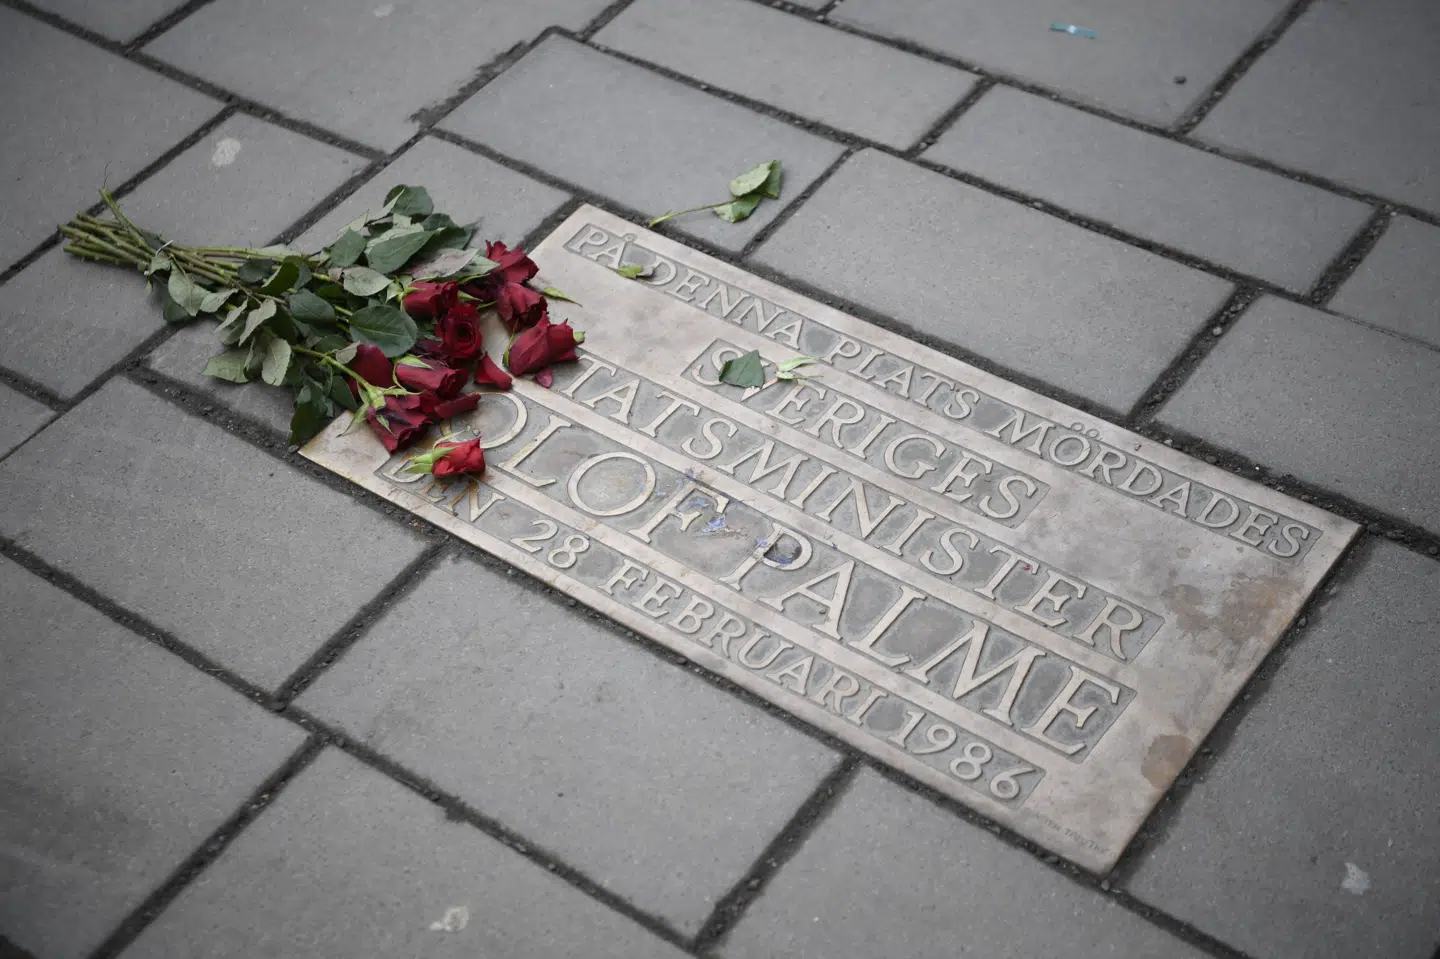 PÅ DENNA PLATS MÖRDADES
SVERIGES
STATSMINISTER
OLOF PALME
DEN 28 FEBRUARI 1986